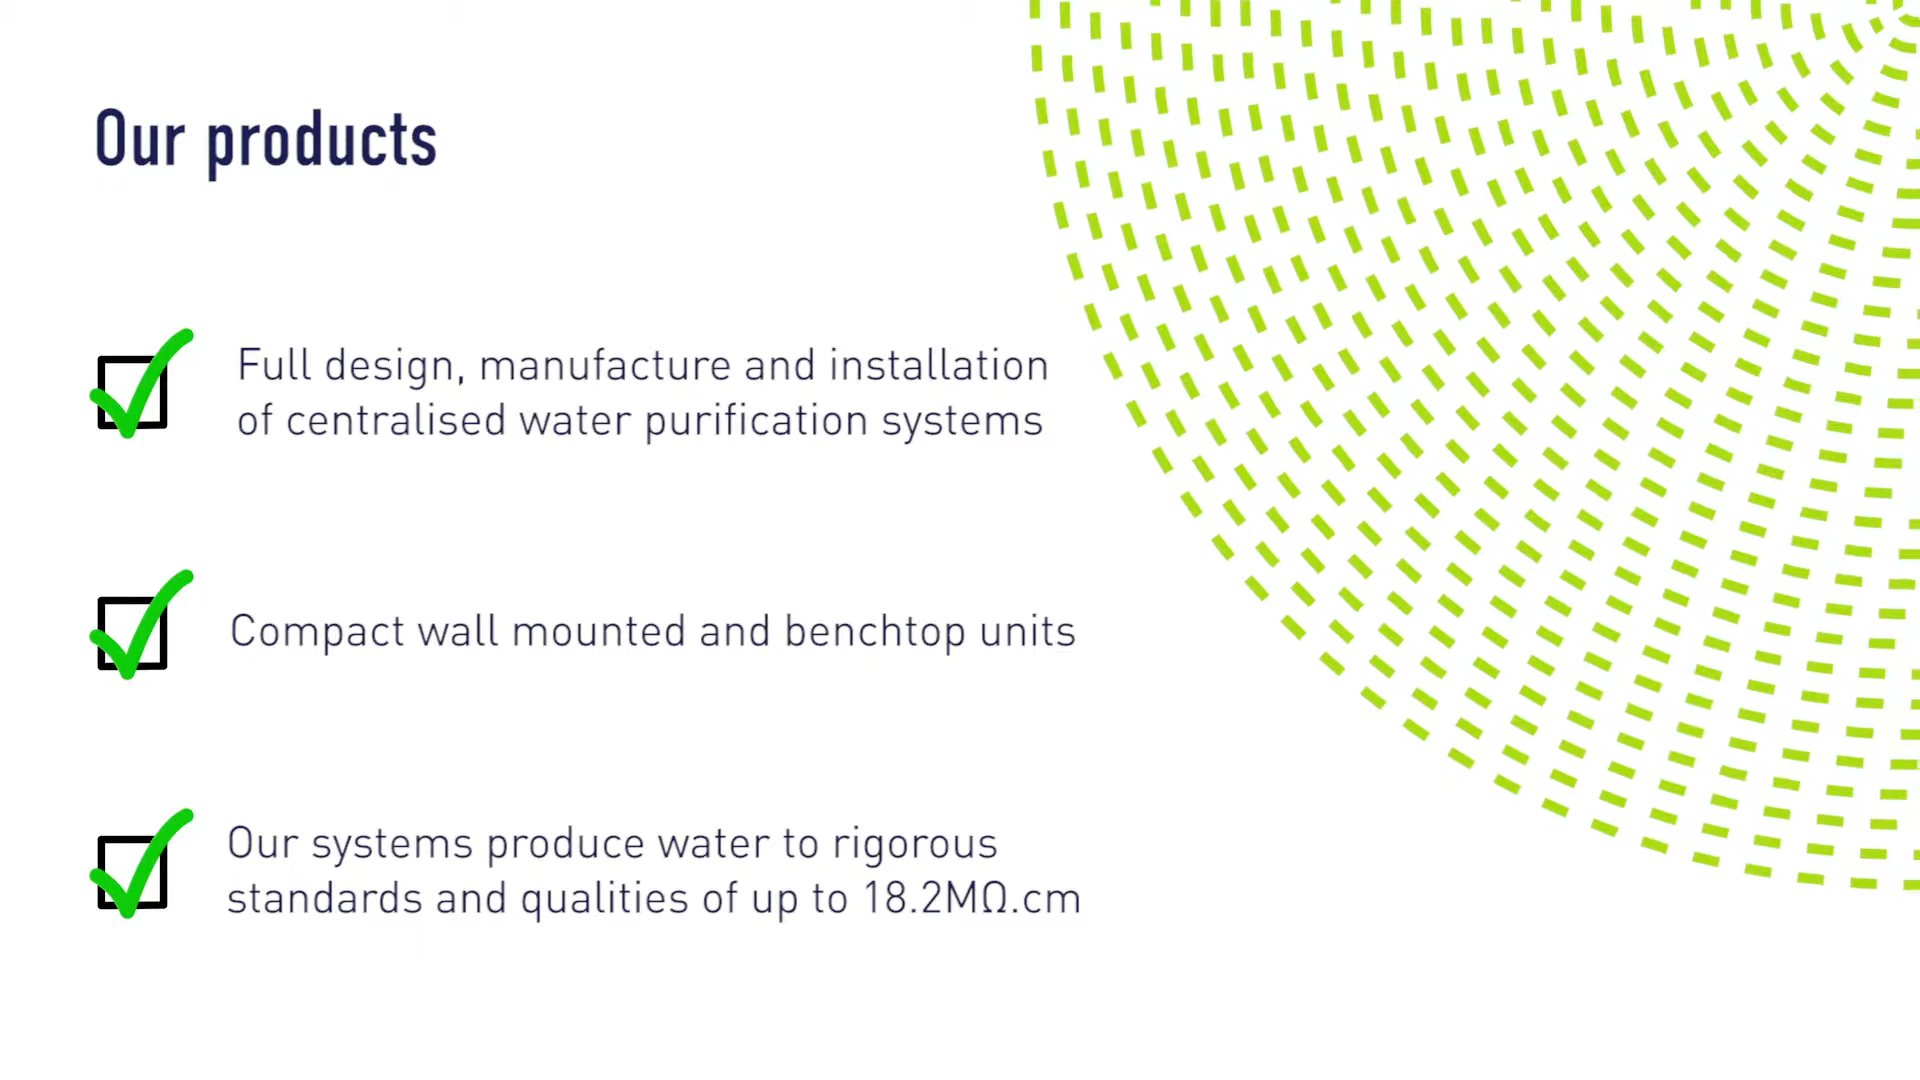 Our products
Full design, manufacture and installation
of centralised water purification systems
Compact wall mounted and benchtop units
Our systems produce water to rigorous
standards and qualities of up to 18.2MΩ.cm